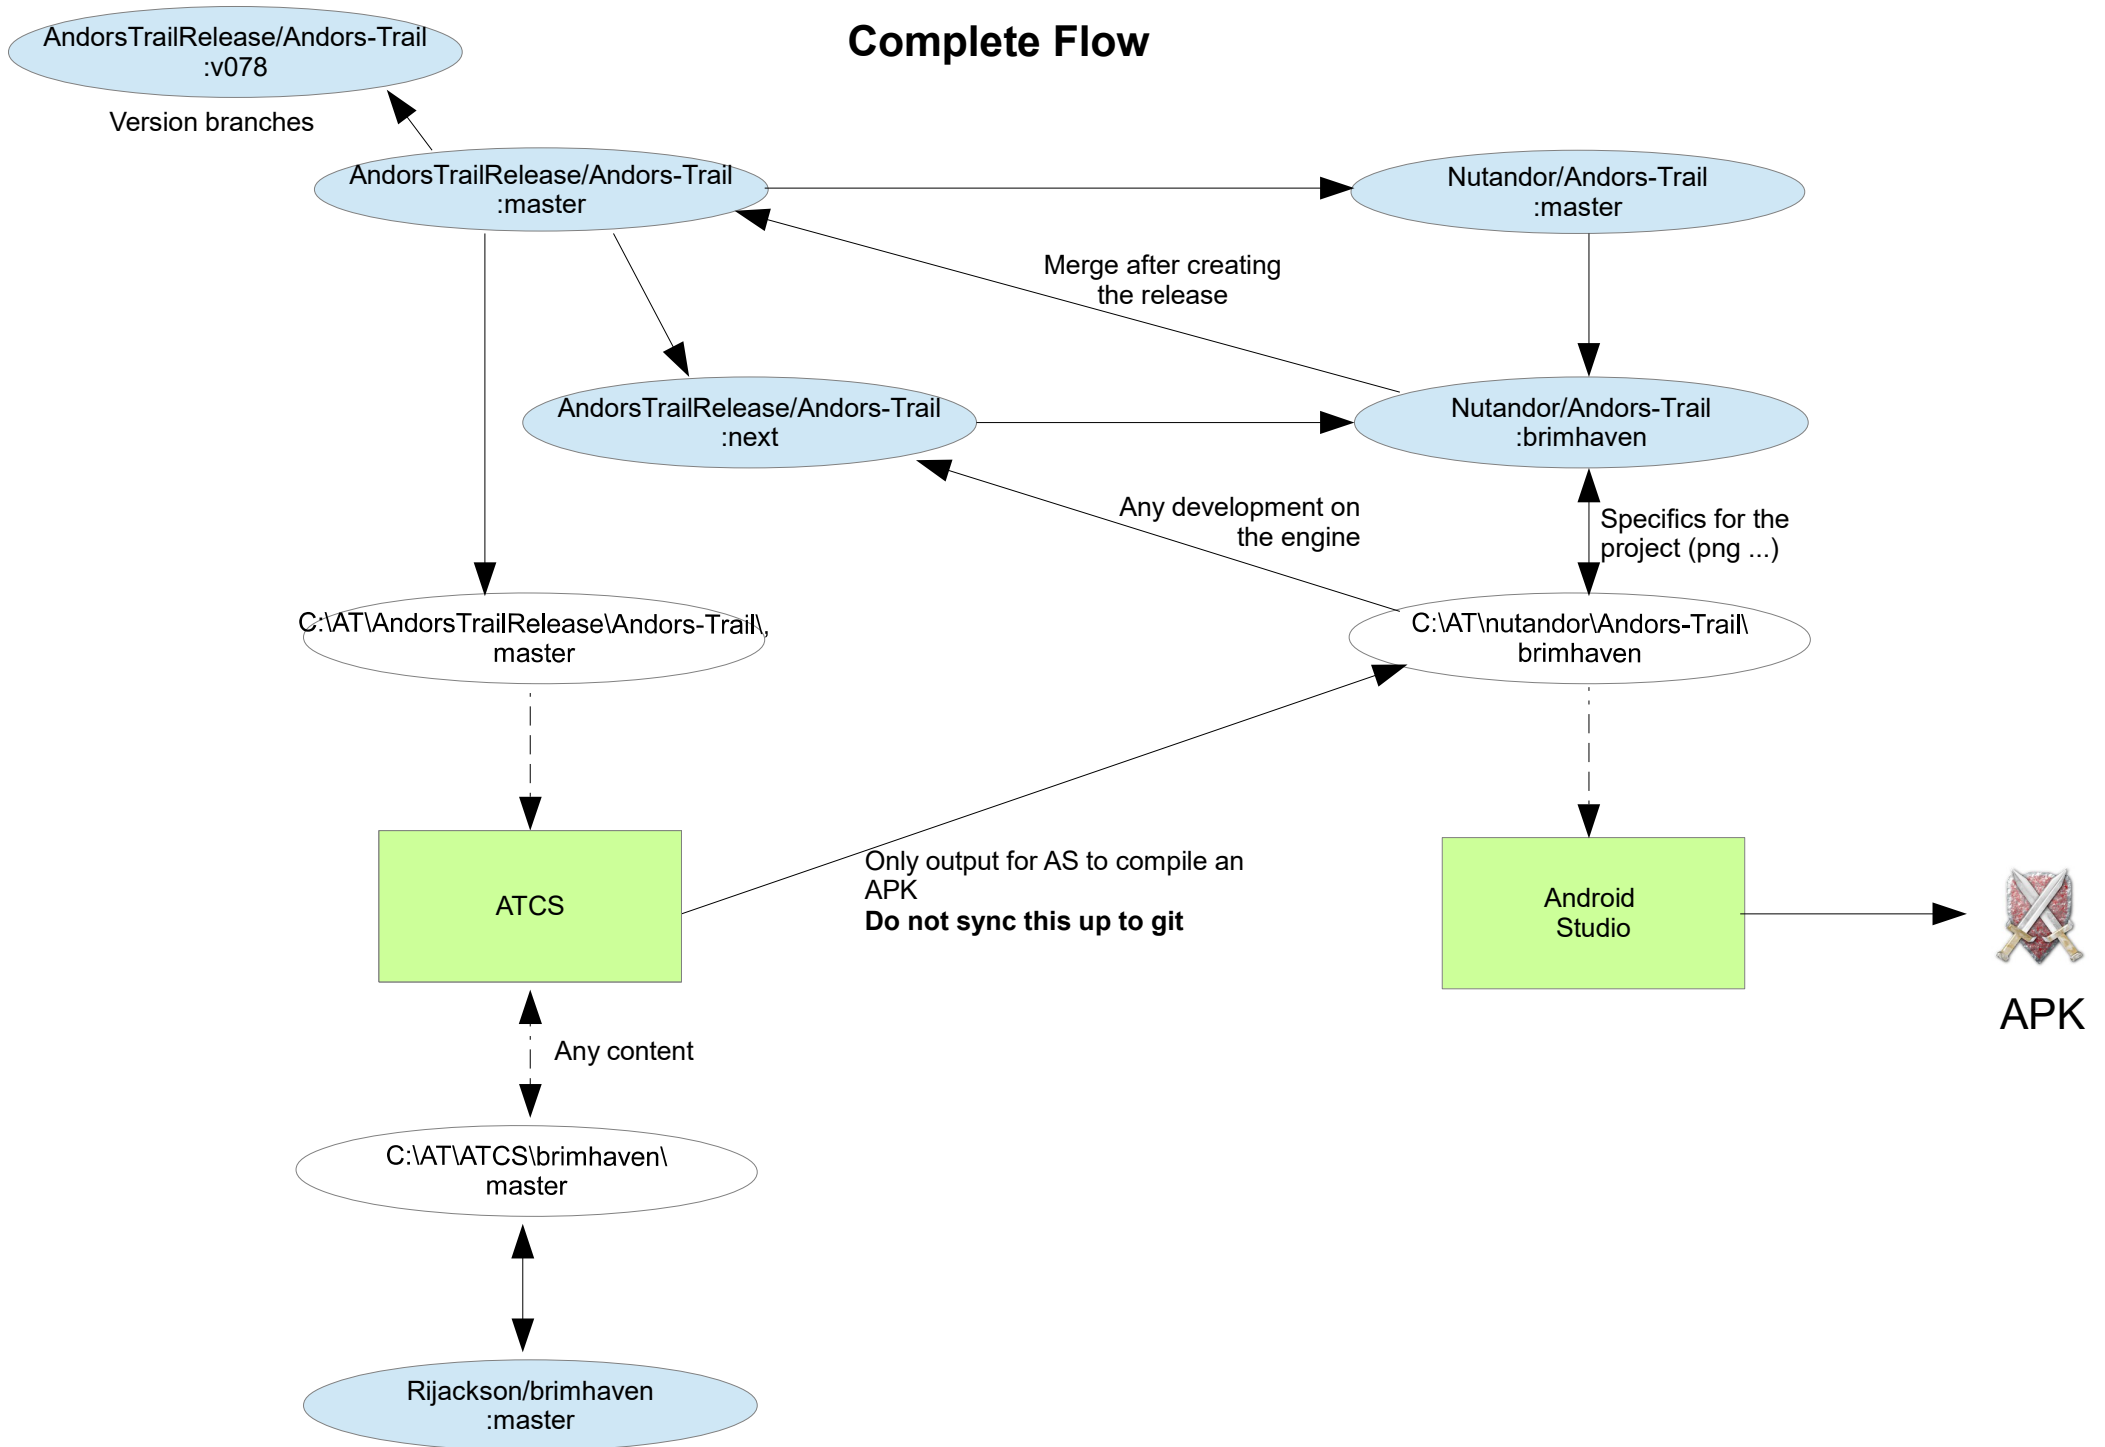 Complete Flow
AndorsTrailRelease/Andors-Trail
:v078
Version branches
AndorsTrailRelease/Andors-Trail
:master
Nutandor/Andors-Trail
:master
Merge after creating
the release
AndorsTrailRelease/Andors-Trail
:next
Nutandor/Andors-Trail
:brimhaven
Any development on
the engine
Specifics for the
project (png ...)
C:\AT\AndorsTrailRelease\Andors-Trail\,
master
C:\AT\nutandor\Andors-Trail\
brimhaven
Only output for AS to compile an
APK
Do not sync this up to git
ATCS
Android
Studio
APK
Any content
C:\AT\ATCS\brimhaven\
master
Rijackson/brimhaven
:master